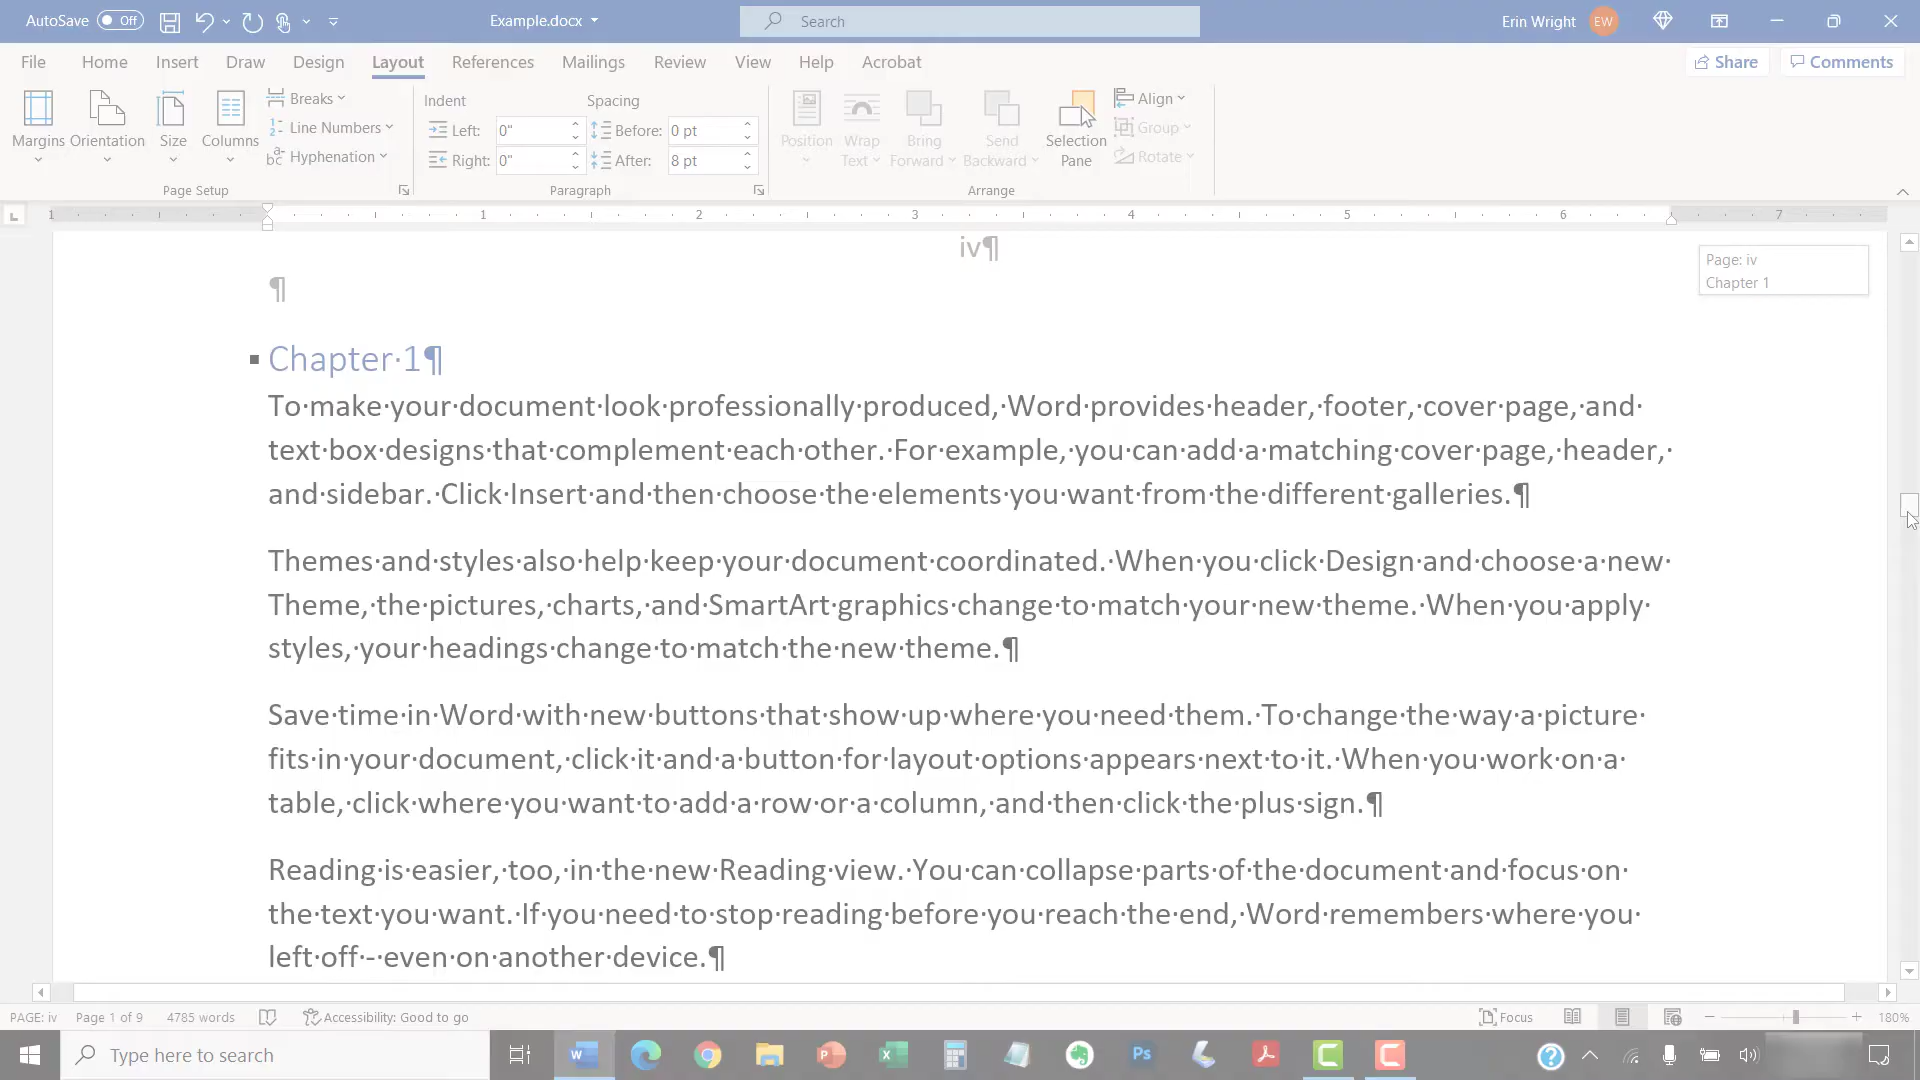 AutoSave Off Example.docx Search Erin Wright EW
File Home Insert Draw Design Layout References Mailings Review View Help Acrobat Share Comments
Margins Orientation Size Columns Breaks Line Numbers Hyphenation
Page Setup
Indent Spacing
Left: 0" Before: 0 pt
Right: 0" After: 8 pt
Paragraph
Position Wrap Text Bring Forward Send Backward Selection Pane Align Group Rotate
Arrange
1 1 2 3 4 5 6 7
iv¶
Page: iv
Chapter 1
¶
Chapter·1¶
To·make·your·document·look·professionally·produced,·Word·provides·header,·footer,·cover·page,·and·
text·box·designs·that·complement·each·other.·For·example,·you·can·add·a·matching·cover·page,·header,·
and·sidebar.·Click·Insert·and·then·choose·the·elements·you·want·from·the·different·galleries.¶
Themes·and·styles·also·help·keep·your·document·coordinated.·When·you·click·Design·and·choose·a·new·
Theme,·the·pictures,·charts,·and·SmartArt·graphics·change·to·match·your·new·theme.·When·you·apply·
styles,·your·headings·change·to·match·the·new·theme.¶
Save·time·in·Word·with·new·buttons·that·show·up·where·you·need·them.·To·change·the·way·a·picture·
fits·in·your·document,·click·it·and·a·button·for·layout·options·appears·next·to·it.·When·you·work·on·a·
table,·click·where·you·want·to·add·a·row·or·a·column,·and·then·click·the·plus·sign.¶
Reading·is·easier,·too,·in·the·new·Reading·view.·You·can·collapse·parts·of·the·document·and·focus·on·
the·text·you·want.·If·you·need·to·stop·reading·before·you·reach·the·end,·Word·remembers·where·you·
left·off·-·even·on·another·device.¶
PAGE: iv Page 1 of 9 4785 words Accessibility: Good to go Focus 180%
Type here to search